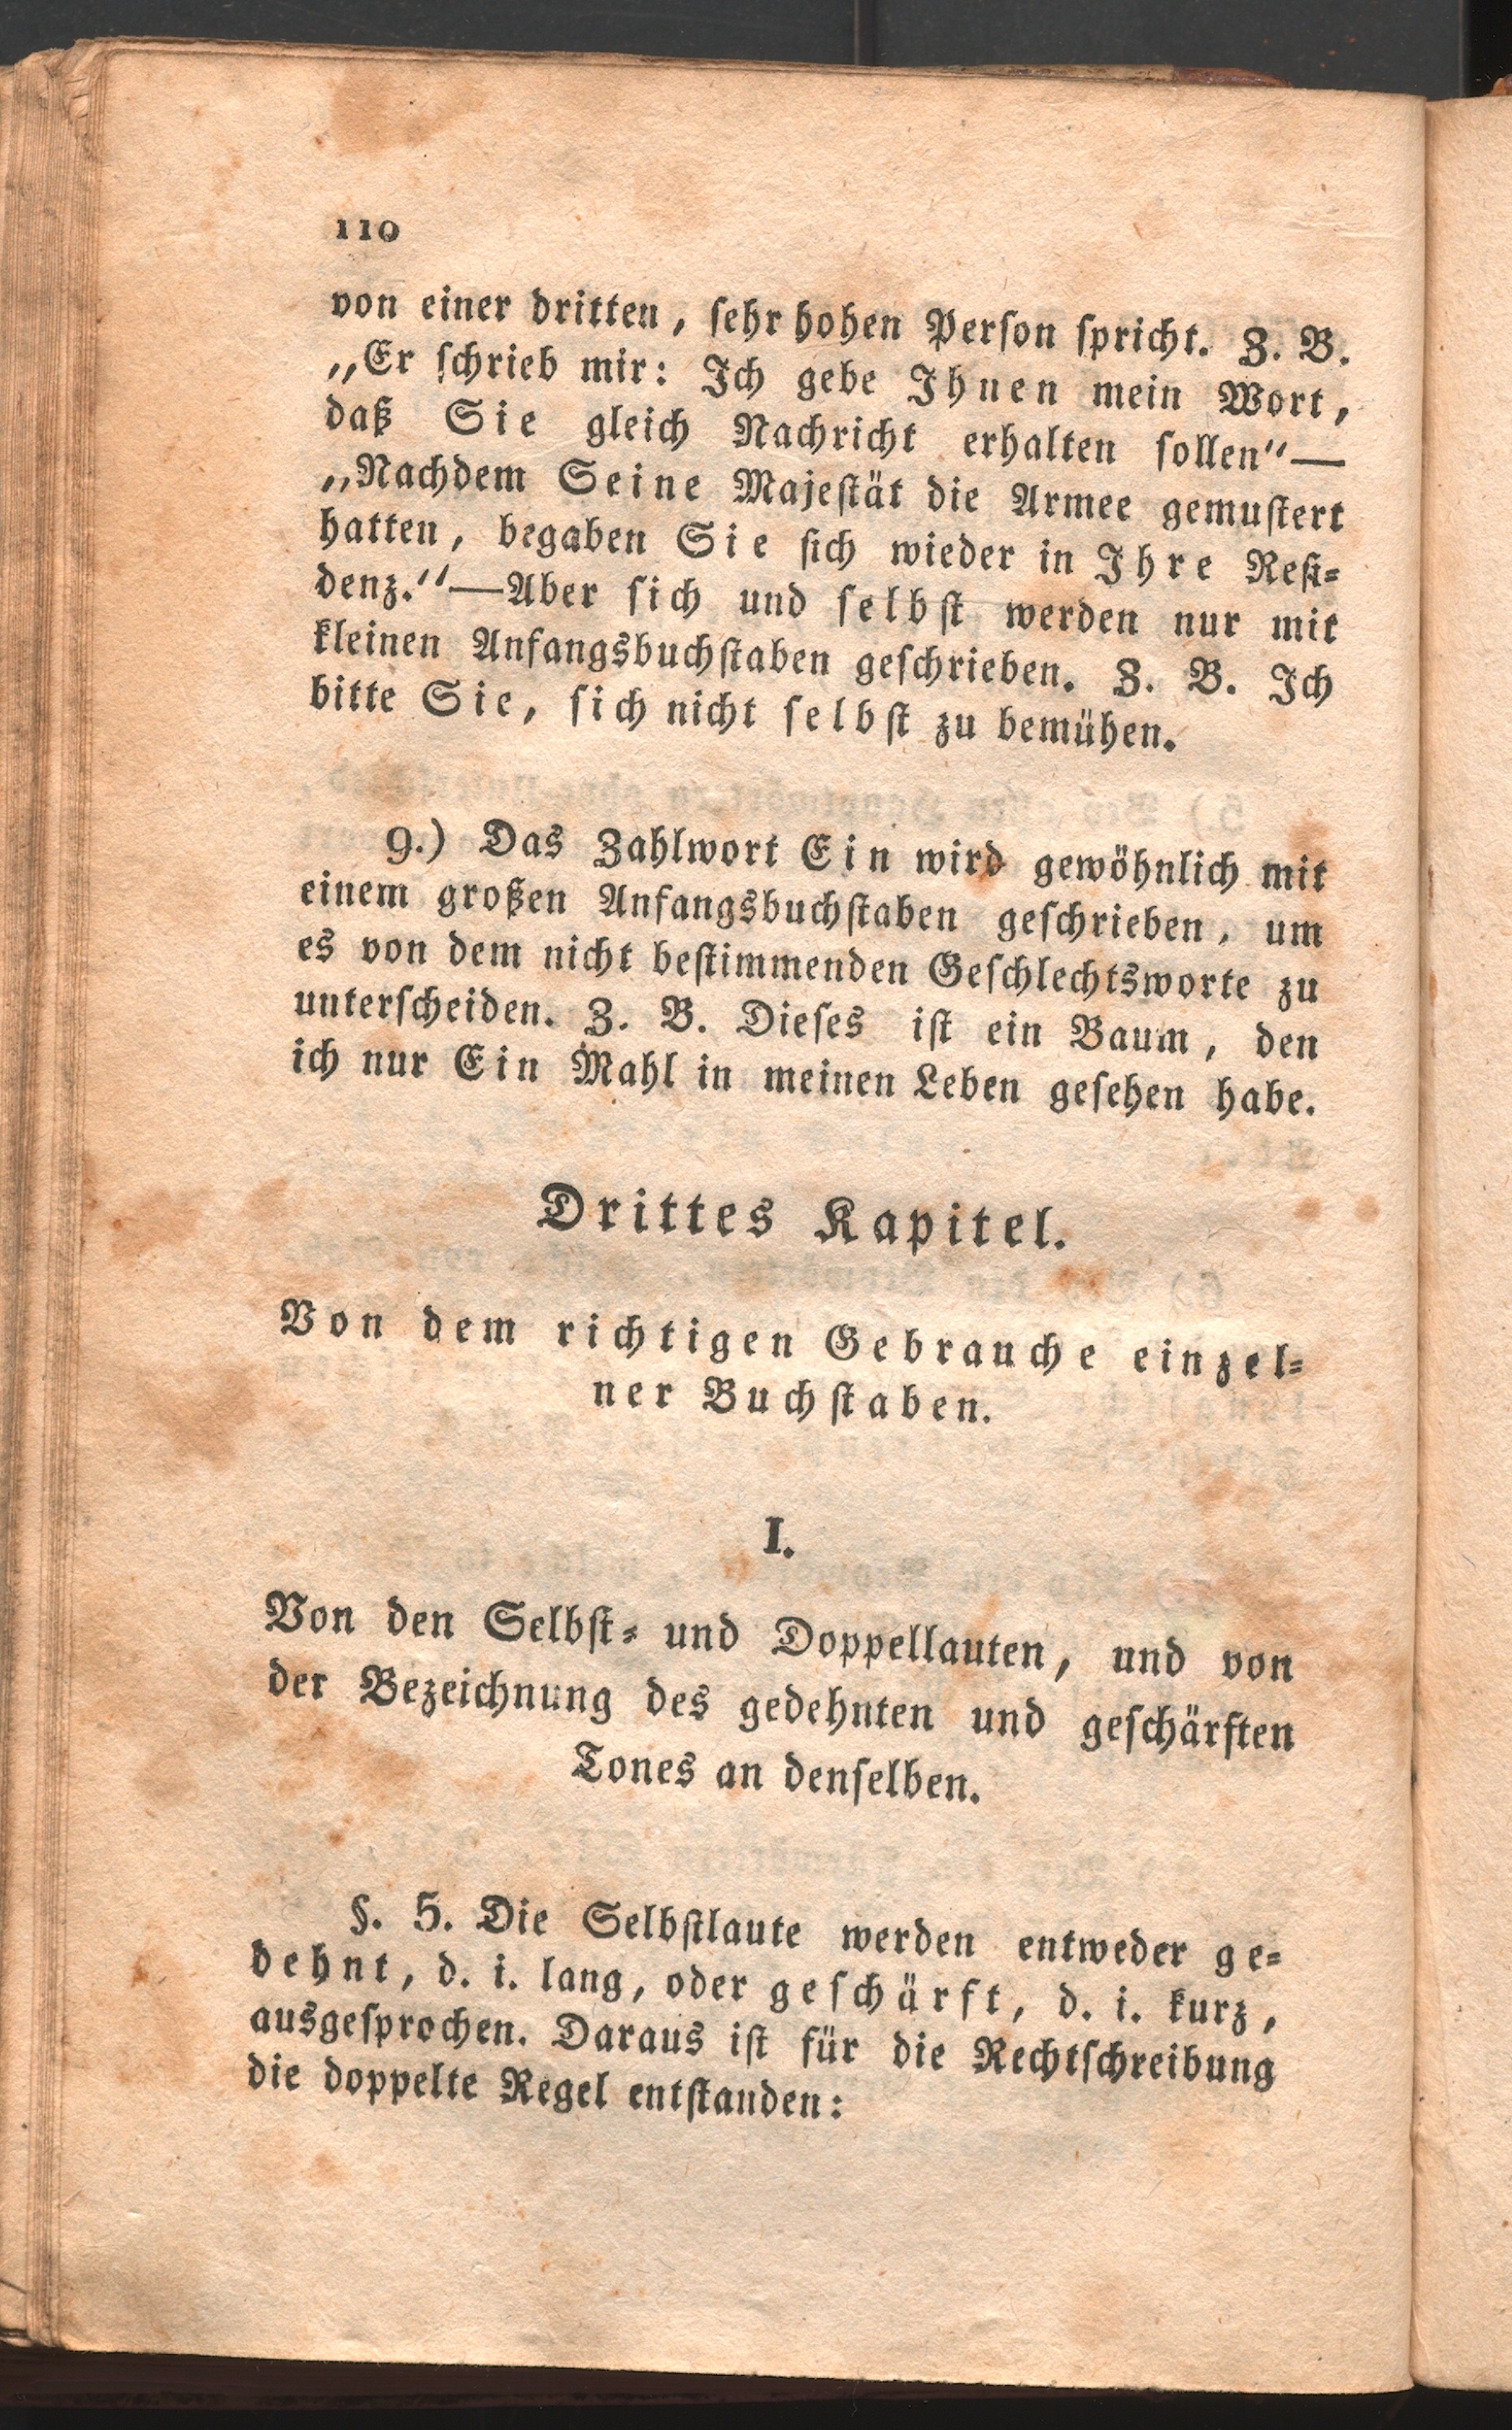 110
von einer dritten, sehr hohen Person spricht. Z. B.
„Er schrieb mir: Ich gebe Ihnen mein Wort,
daß Sie gleich Nachricht erhalten sollen“—
„Nachdem Seine Majestät die Armee gemustert
hatten, begaben Sie sich wieder in Ihre Resi-
denz.“—Aber sich und selbst werden nur mit
kleinen Anfangsbuchstaben geschrieben. Z. B. Ich
bitte Sie, sich nicht selbst zu bemühen.
9.) Das Zahlwort Ein wird gewöhnlich mit
einem großen Anfangsbuchstaben geschrieben, um
es von dem nicht bestimmenden Geschlechtsworte zu
unterscheiden. Z. B. Dieses ist ein Baum, den
ich nur Ein Mahl in meinen Leben gesehen habe.
Drittes Kapitel.
Von dem richtigen Gebrauche einzel-
ner Buchstaben.
I.
Von den Selbst- und Doppellauten, und von
der Bezeichnung des gedehnten und geschärften
Tones an denselben.
§. 5. Die Selbstlaute werden entweder ge-
dehnt, d. i. lang, oder geschärft, d. i. kurz,
ausgesprochen. Daraus ist für die Rechtschreibung
die doppelte Regel entstanden: